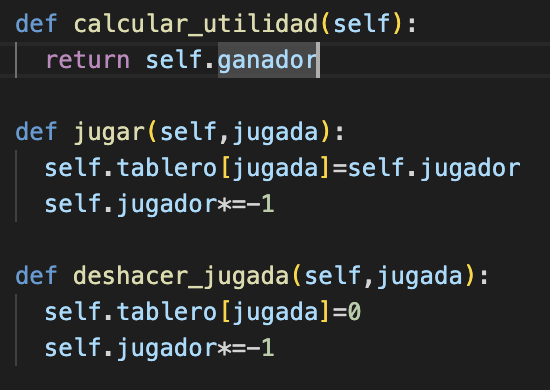 def calcular_utilidad(self):
return self.ganador
def jugar(self,jugada):
self.tablero[jugada]=self.jugador
self.jugador*=-1
def deshacer_jugada(self,jugada):
self.tablero[jugada]=0
self.jugador*=-1